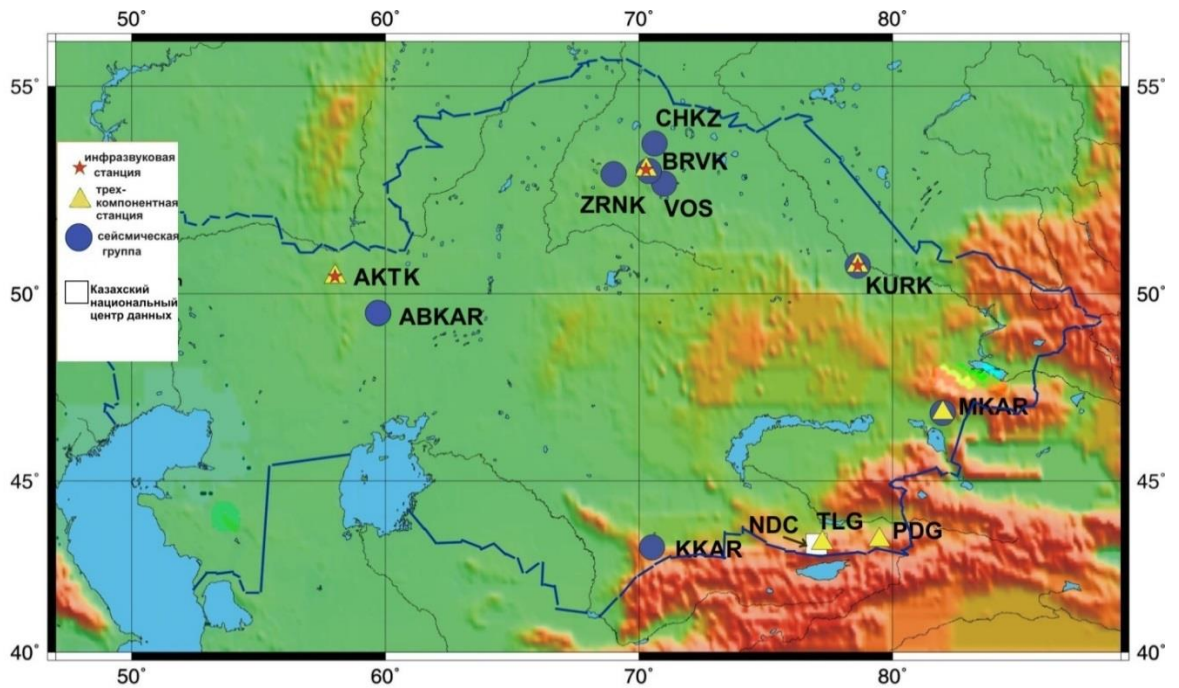 50° 60° 70° 80°
55° 55°
CHKZ
BRVK
ZRNK VOS
инфразвуковая
станция
трех-
компонентная
станция
сейсмическая
группа
Казахский
национальный
центр данных
AKTK
KURK
50° 50°
ABKAR
MKAR
45° 45°
NDC TLG PDG
KKAR
40° 40°
50° 60° 70° 80°